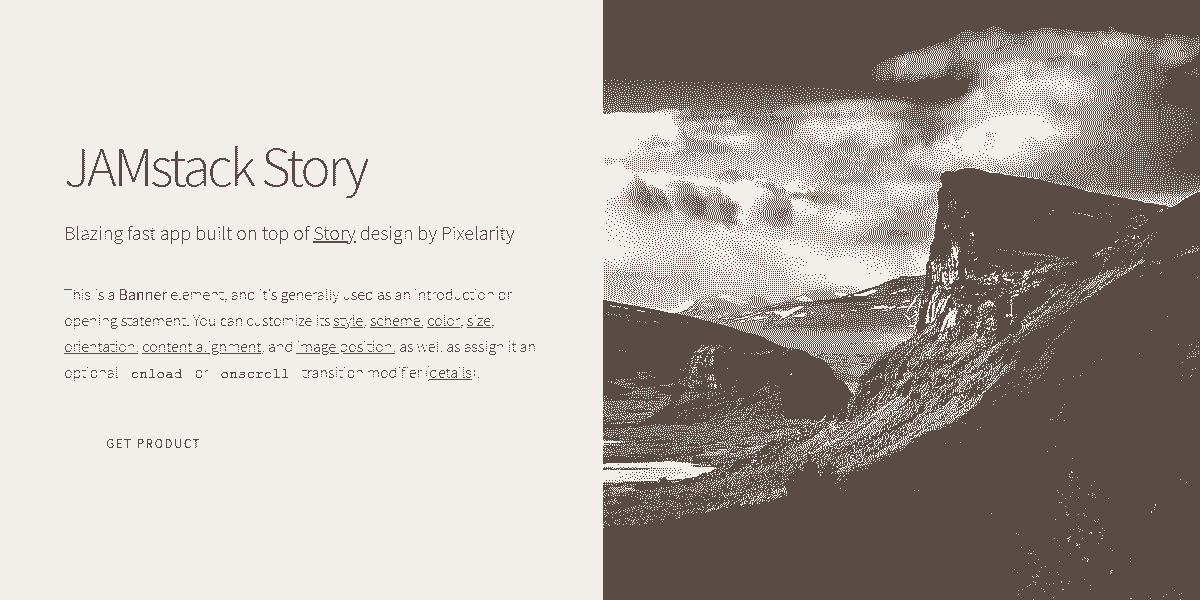 JAMstack Story
Blazing fast app built on top of Story design by Pixelarity
This is a Banner element, and it's generally used as an introduction or
opening statement. You can customize its style, scheme, color, size,
orientation, content alignment, and image position, as well as assign it an
optional onload or onscroll transition modifier (details).
GET PRODUCT